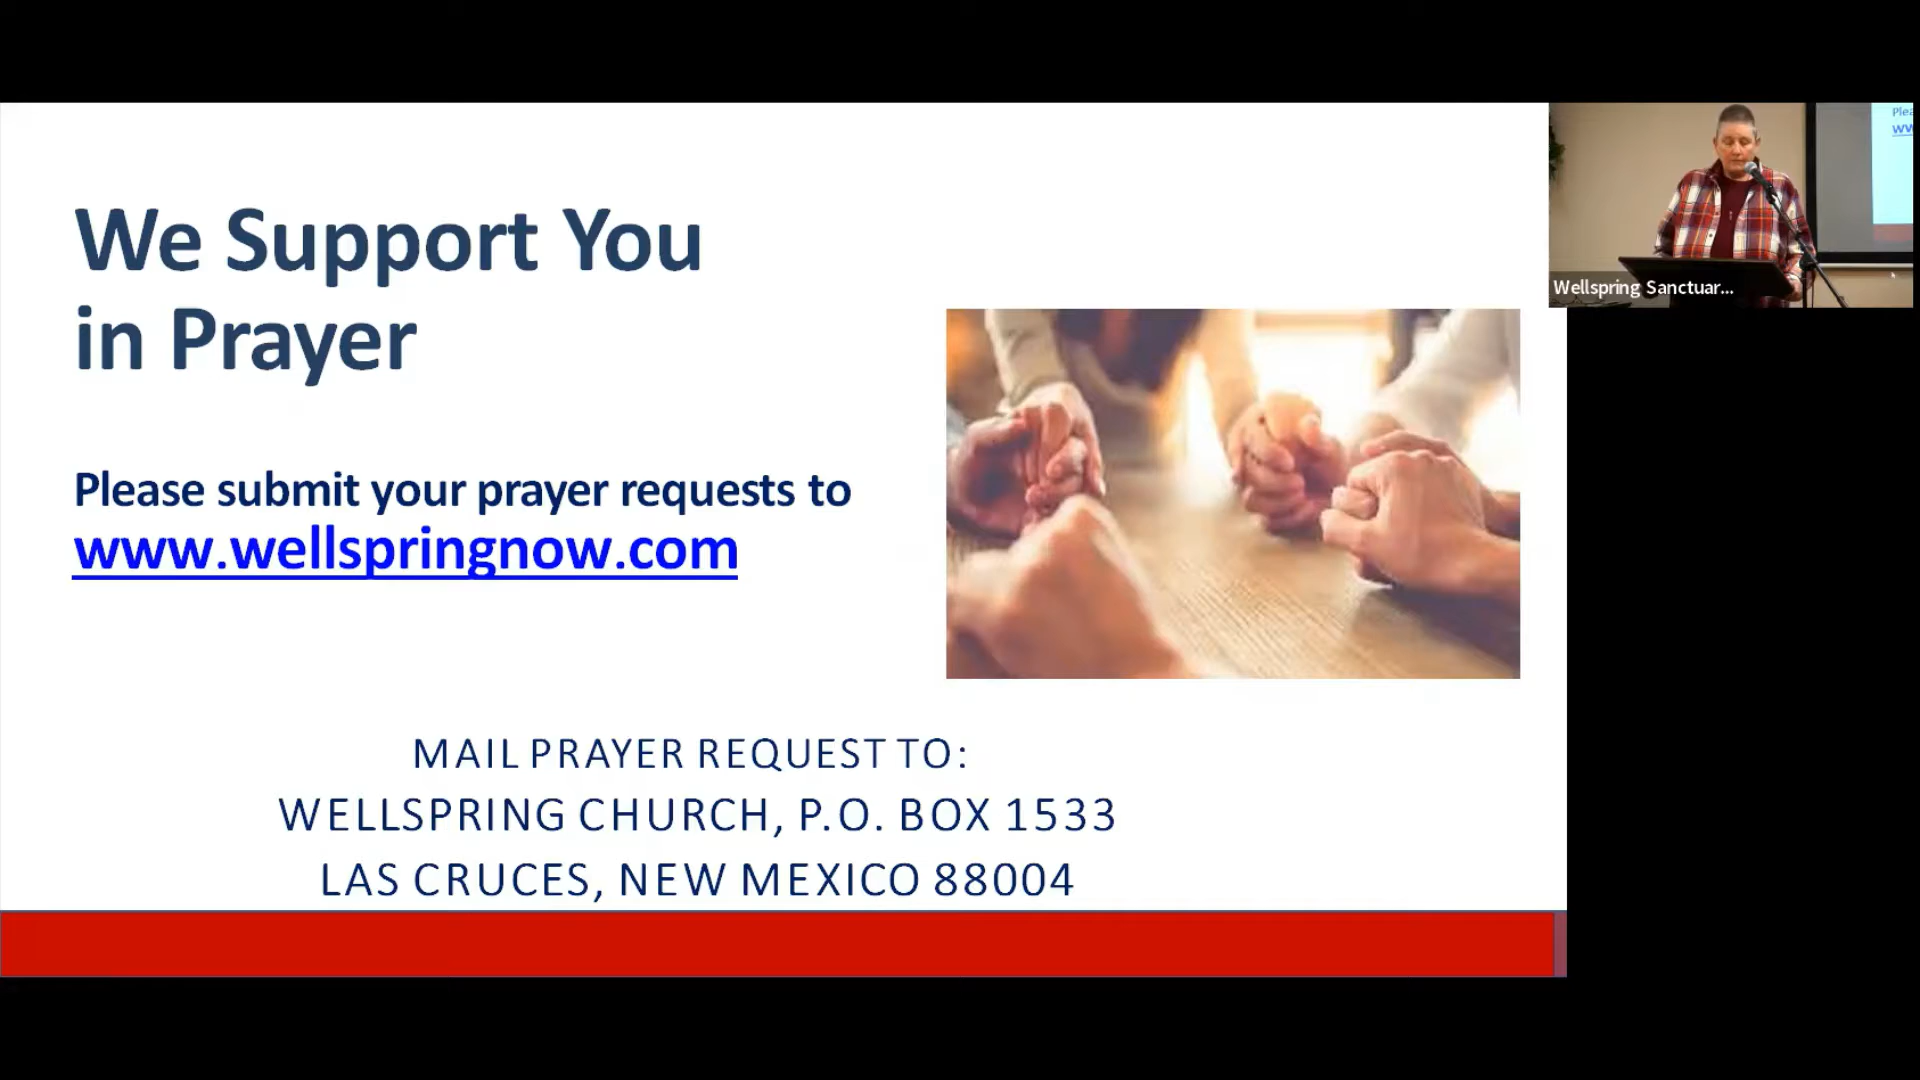 We Support You
in Prayer
Please submit your prayer requests to
www.wellspringnow.com
MAIL PRAYER REQUEST TO:
WELLSPRING CHURCH, P.O. BOX 1533
LAS CRUCES, NEW MEXICO 88004
Wellspring Sanctuar...